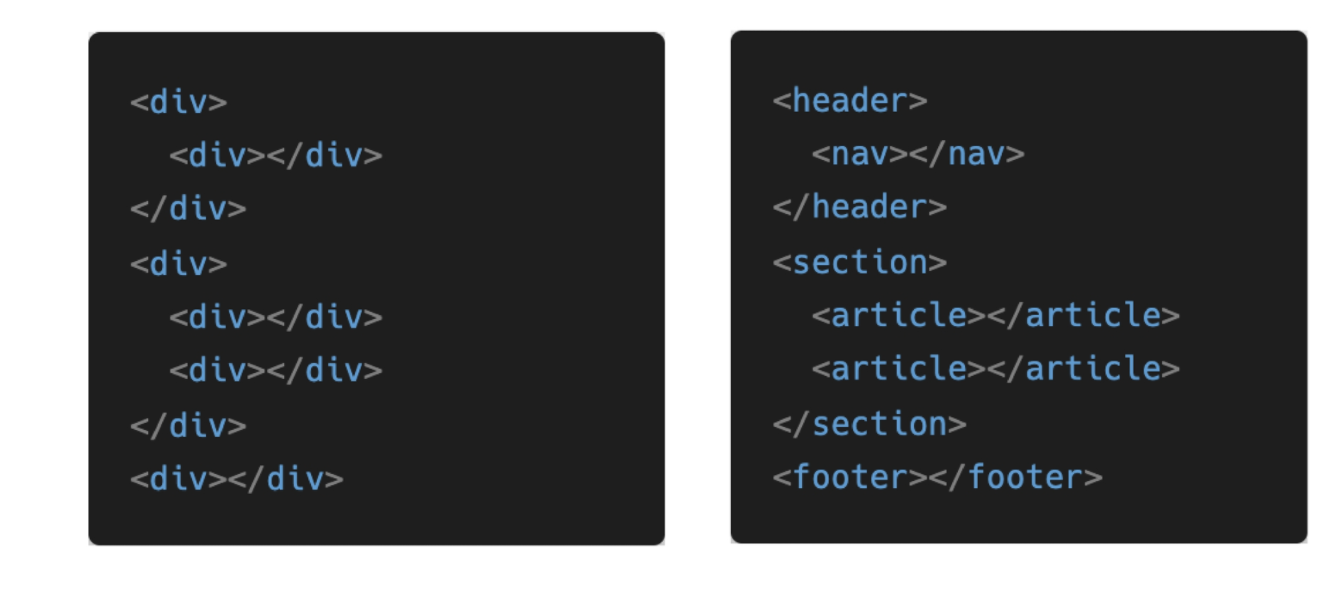 <div>
  <div></div>
</div>
<div>
  <div></div>
  <div></div>
</div>
<div></div>
<header>
  <nav></nav>
</header>
<section>
  <article></article>
  <article></article>
</section>
<footer></footer>